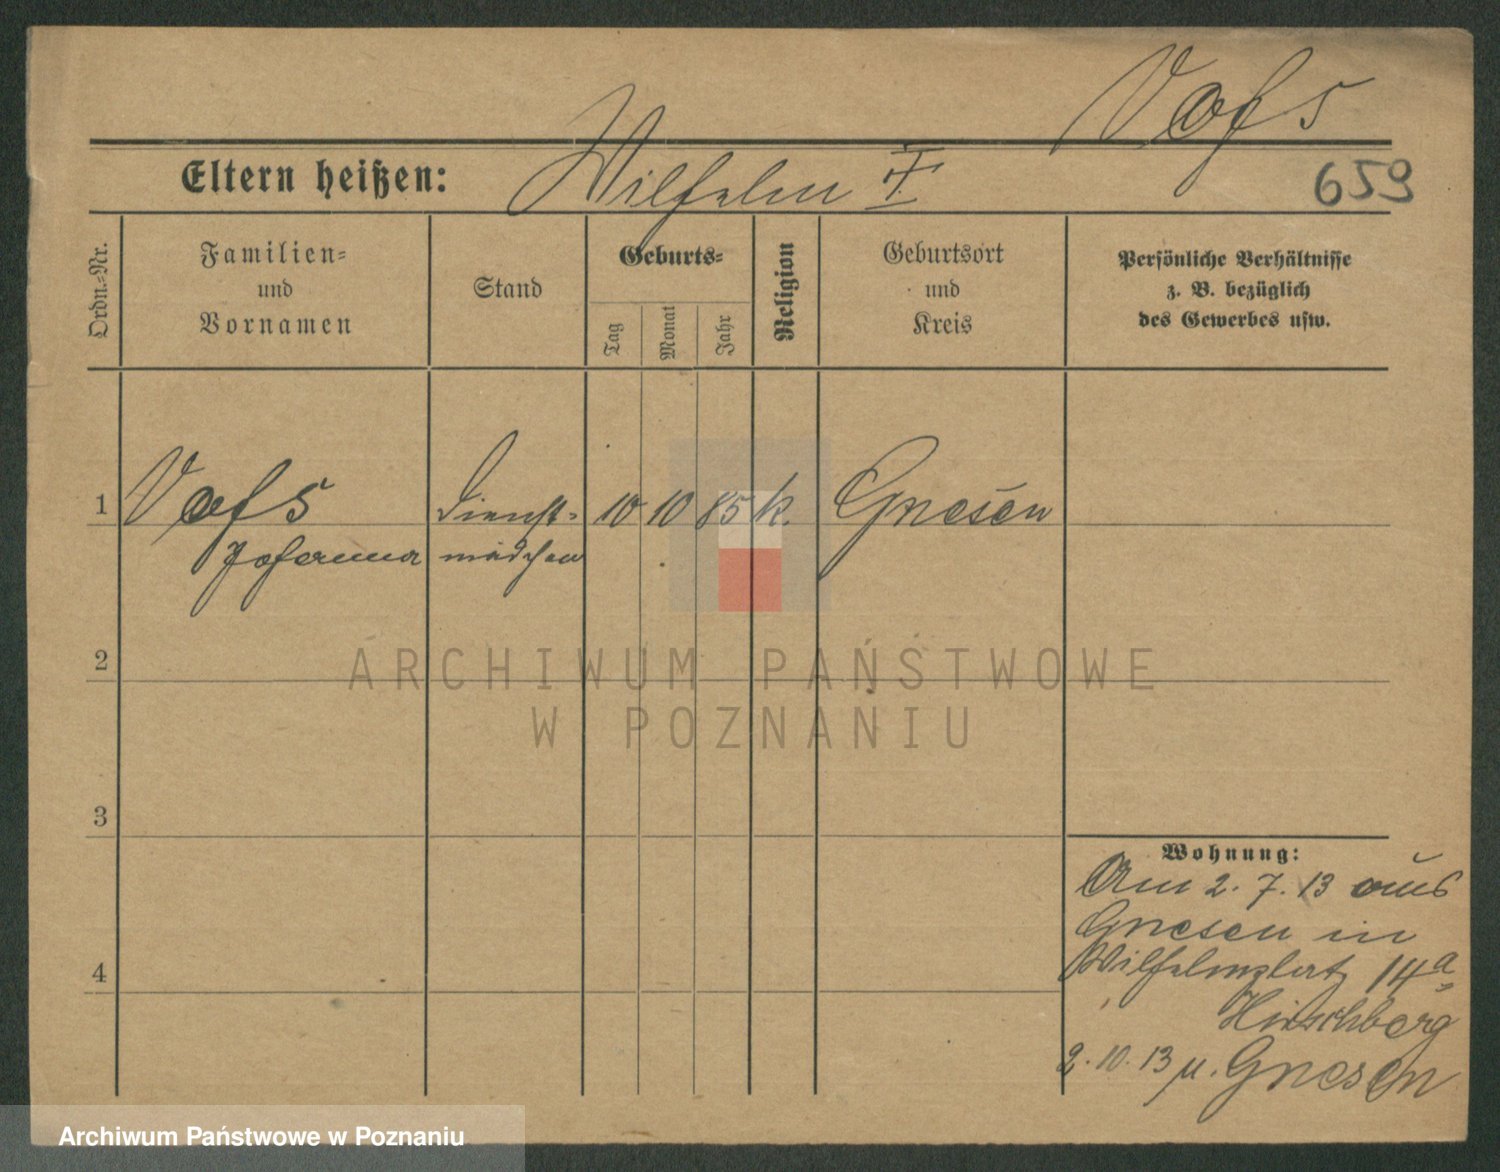 Voß
Eltern heißen: Wilhelm
659
Ordn.-Nr.
Familien-
und
Vornamen
Stand
Geburts-
Tag
Monat
Jahr
Religion
Geburtsort
und
Kreis
Persönliche Verhältnisse
z. B. bezüglich
des Gewerbes usw.
1 Voß Dienst- 10 10 85 k. Gnesen
Johanna mädchen
2
3
4
Wohnung:
Am 2. 7. 13 aus
Gnesen in
Wilhelmplatz 14a
Hirschberg
2. 10. 13 n. Gnesen
ARCHIWUM PAŃSTWOWE
W POZNANIU
Archiwum Państwowe w Poznaniu